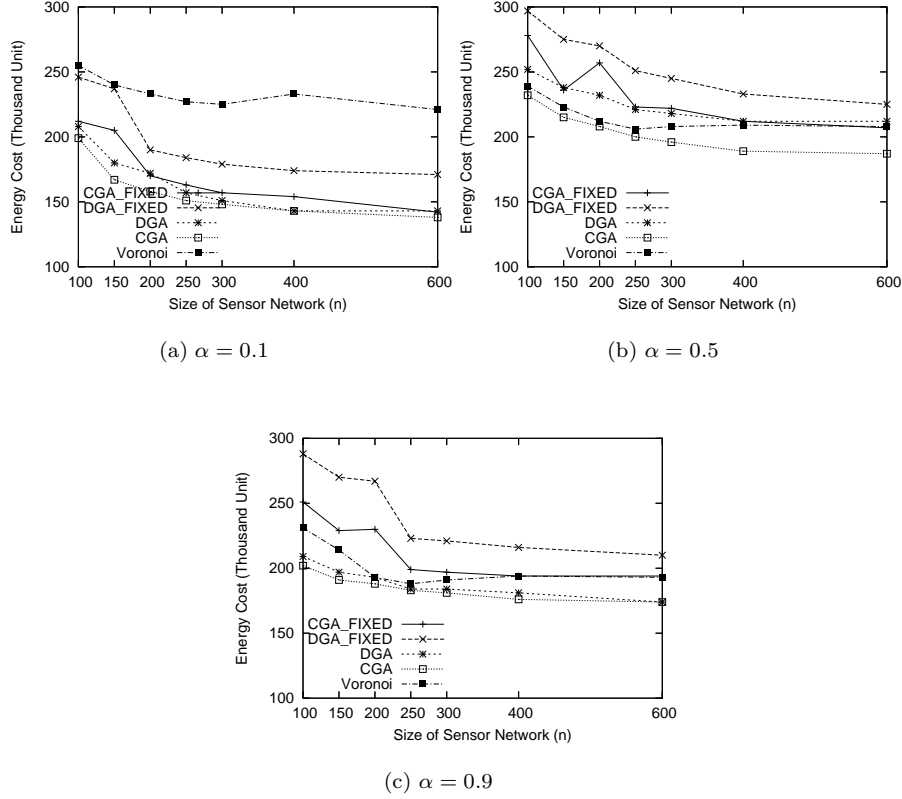 300
250
200
150
100
Energy Cost (Thousand Unit)
CGA_FIXED
DGA_FIXED
DGA
CGA
Voronoi
100 150 200 250 300 400 600
Size of Sensor Network (n)
(a) α = 0.1
300
250
200
150
100
Energy Cost (Thousand Unit)
CGA_FIXED
DGA_FIXED
DGA
CGA
Voronoi
100 150 200 250 300 400 600
Size of Sensor Network (n)
(b) α = 0.5
300
250
200
150
100
Energy Cost (Thousand Unit)
CGA_FIXED
DGA_FIXED
DGA
CGA
Voronoi
100 150 200 250 300 400 600
Size of Sensor Network (n)
(c) α = 0.9